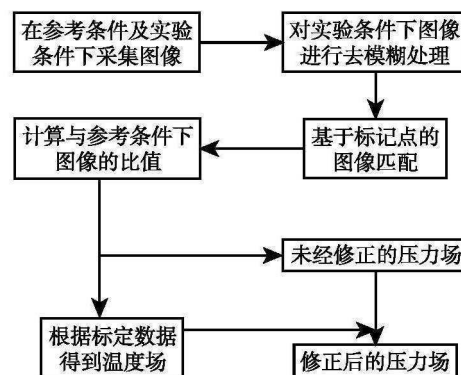 在参考条件及实验
条件下采集图像
对实验条件下图像
进行去模糊处理
基于标记点的
图像匹配
计算与参考条件下
图像的比值
未经修正的压力场
根据标定数据
得到温度场
修正后的压力场